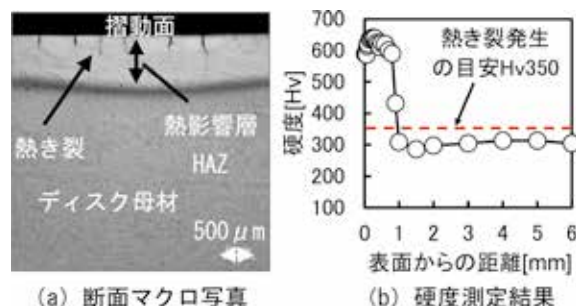 (a)
摺動面
熱き裂
熱影響層
HAZ
ディスク母材
500μm
(a) 断面マクロ写真
(b)
700
600
500
400
300
200
100
硬度[Hv]
熱き裂発生
の目安Hv350
0 1 2 3 4 5 6
表面からの距離[mm]
(b) 硬度測定結果